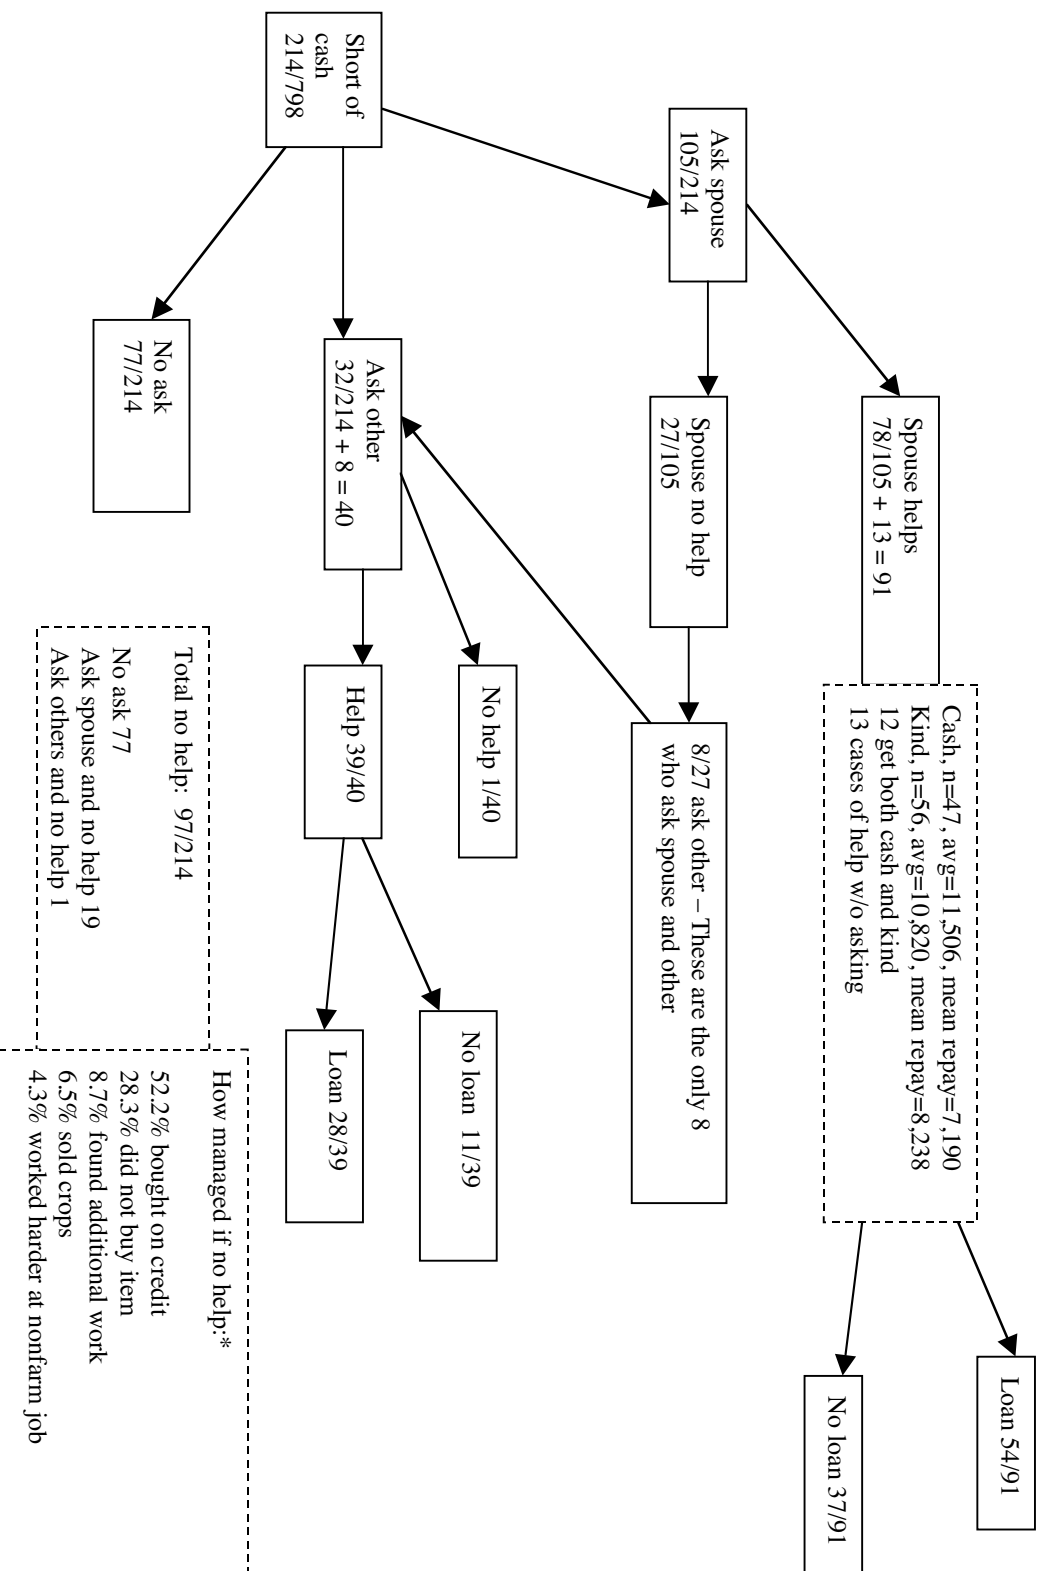 Short of
cash
214/798
Ask spouse
105/214
Spouse helps
78/105 + 13 = 91
Cash, n=47, avg=11,506, mean repay=7,190
Kind, n=56, avg=10,820, mean repay=8,238
12 get both cash and kind
13 cases of help w/o asking
Loan 54/91
No loan 37/91
Spouse no help
27/105
8/27 ask other – These are the only 8
who ask spouse and other
Ask other
32/214 + 8 = 40
No help 1/40
Help 39/40
No loan  11/39
Loan 28/39
No ask
77/214
Total no help:  97/214
No ask 77
Ask spouse and no help 19
Ask others and no help 1
How managed if no help:*
52.2% bought on credit
28.3% did not buy item
8.7% found additional work
6.5% sold crops
4.3% worked harder at nonfarm job